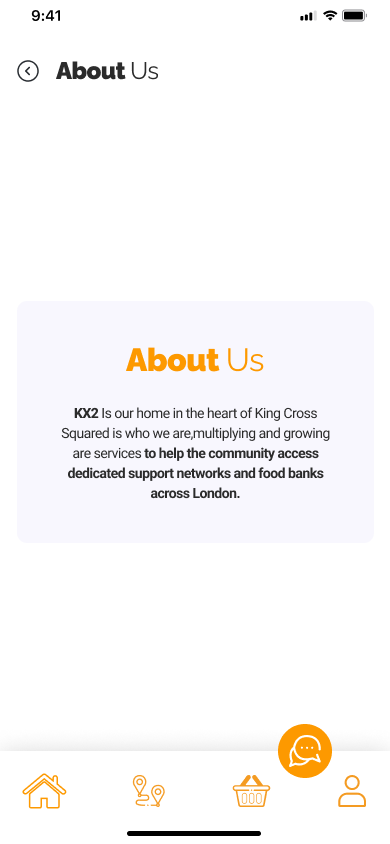 9:41
About Us
About Us
KX2 Is our home in the heart of King Cross
Squared is who we are,multiplying and growing
are services to help the community access
dedicated support networks and food banks
across London.